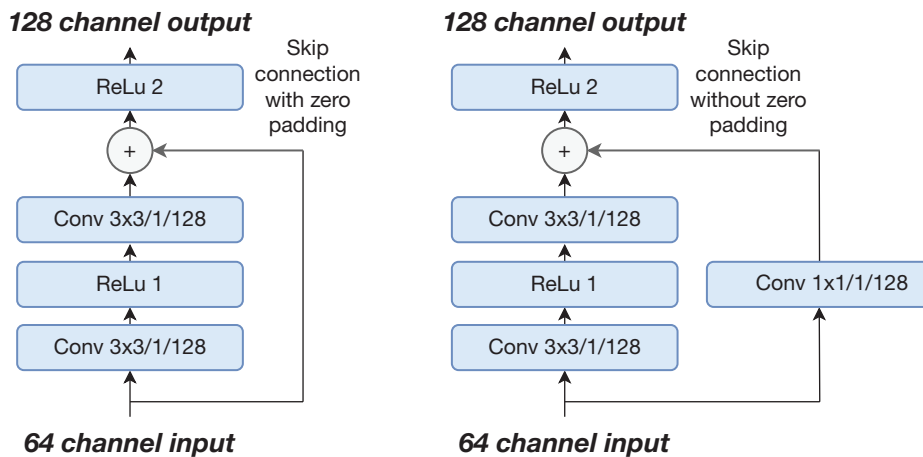 128 channel output
Skip
connection
with zero
padding
ReLu 2
+
Conv 3x3/1/128
ReLu 1
Conv 3x3/1/128
64 channel input
128 channel output
Skip
connection
without zero
padding
ReLu 2
+
Conv 3x3/1/128
ReLu 1
Conv 1x1/1/128
Conv 3x3/1/128
64 channel input